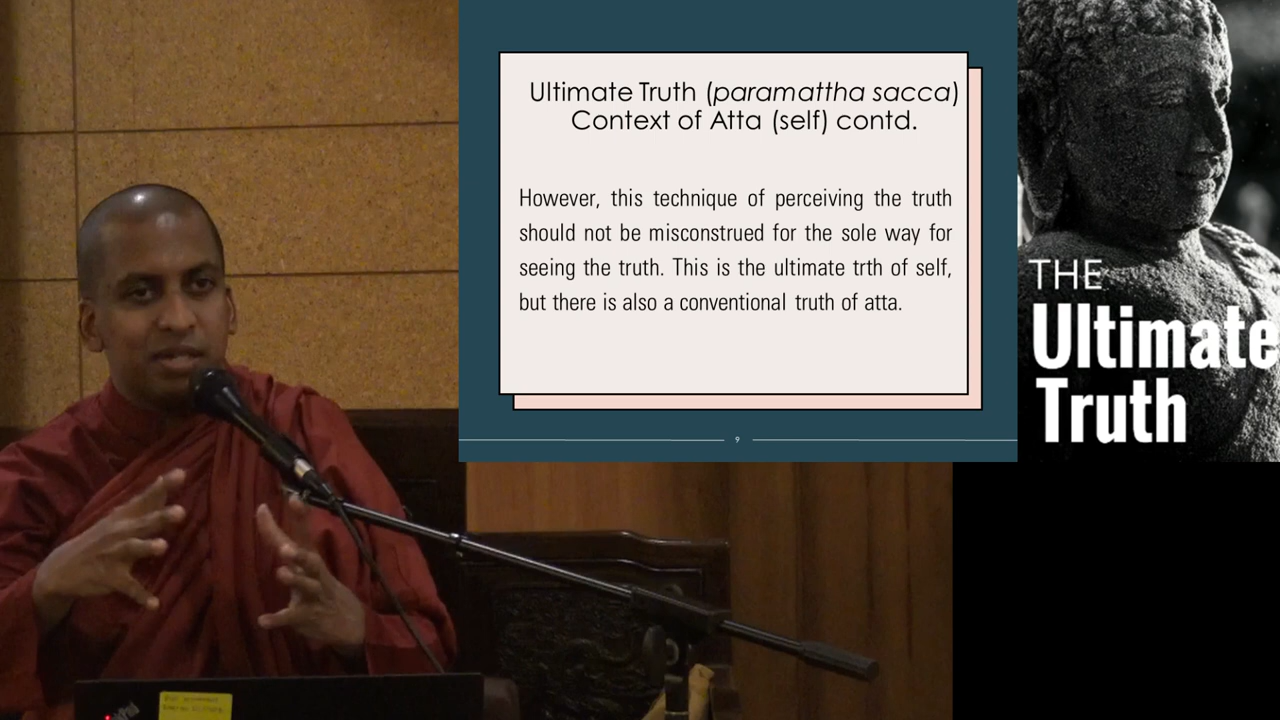 Ultimate Truth (paramattha sacca)
Context of Atta (self) contd.
However, this technique of perceiving the truth
should not be misconstrued for the sole way for
seeing the truth. This is the ultimate trth of self,
but there is also a conventional truth of atta.
9
THE
Ultimate
Truth